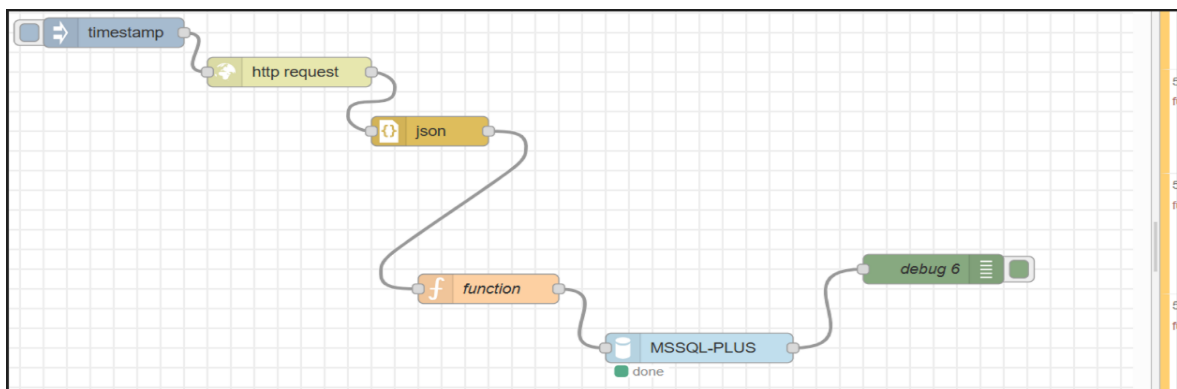 timestamp
http request
json
function
debug 6
MSSQL-PLUS
done